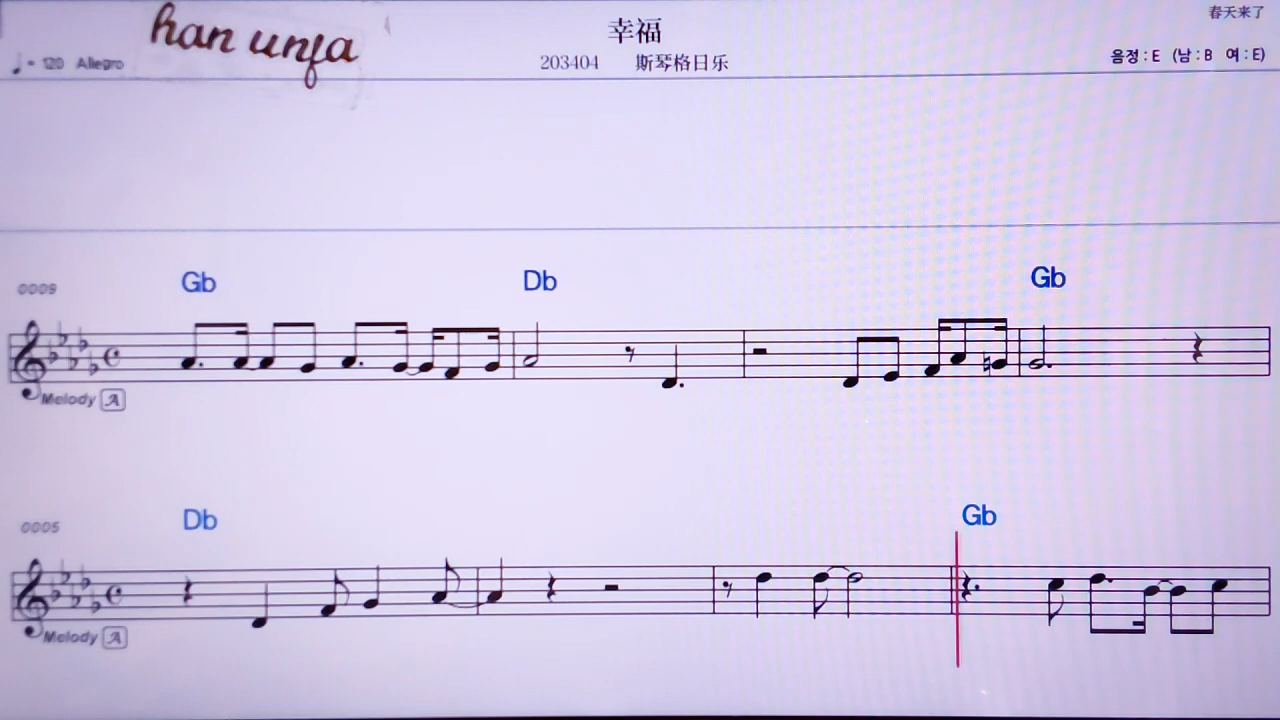 han unfa
幸福
春天来了
♩= 120 Allegro
203404 斯琴格日乐
음정 : E (남 : B 여 : E)
Gb Db Gb
0009
Melody A
Db Gb
0005
Melody A